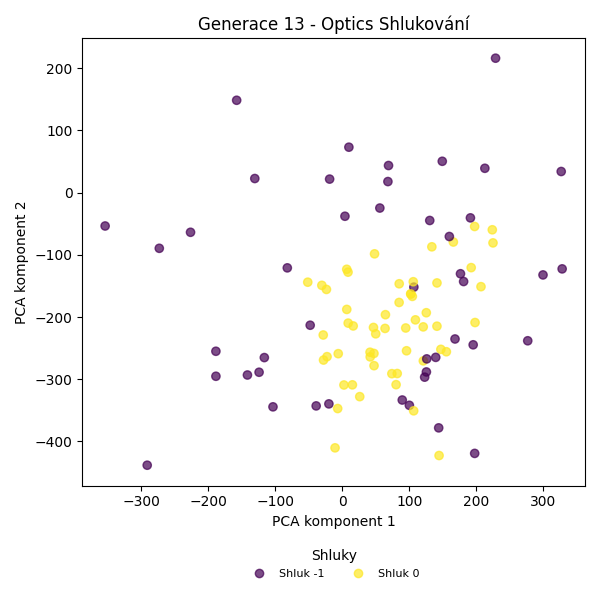 Generace 13 - Optics Shlukování
200
100
0
−100
−200
−300
−400
PCA komponent 2
−300
−200
−100
0
100
200
300
PCA komponent 1
Shluky
Shluk -1
Shluk 0